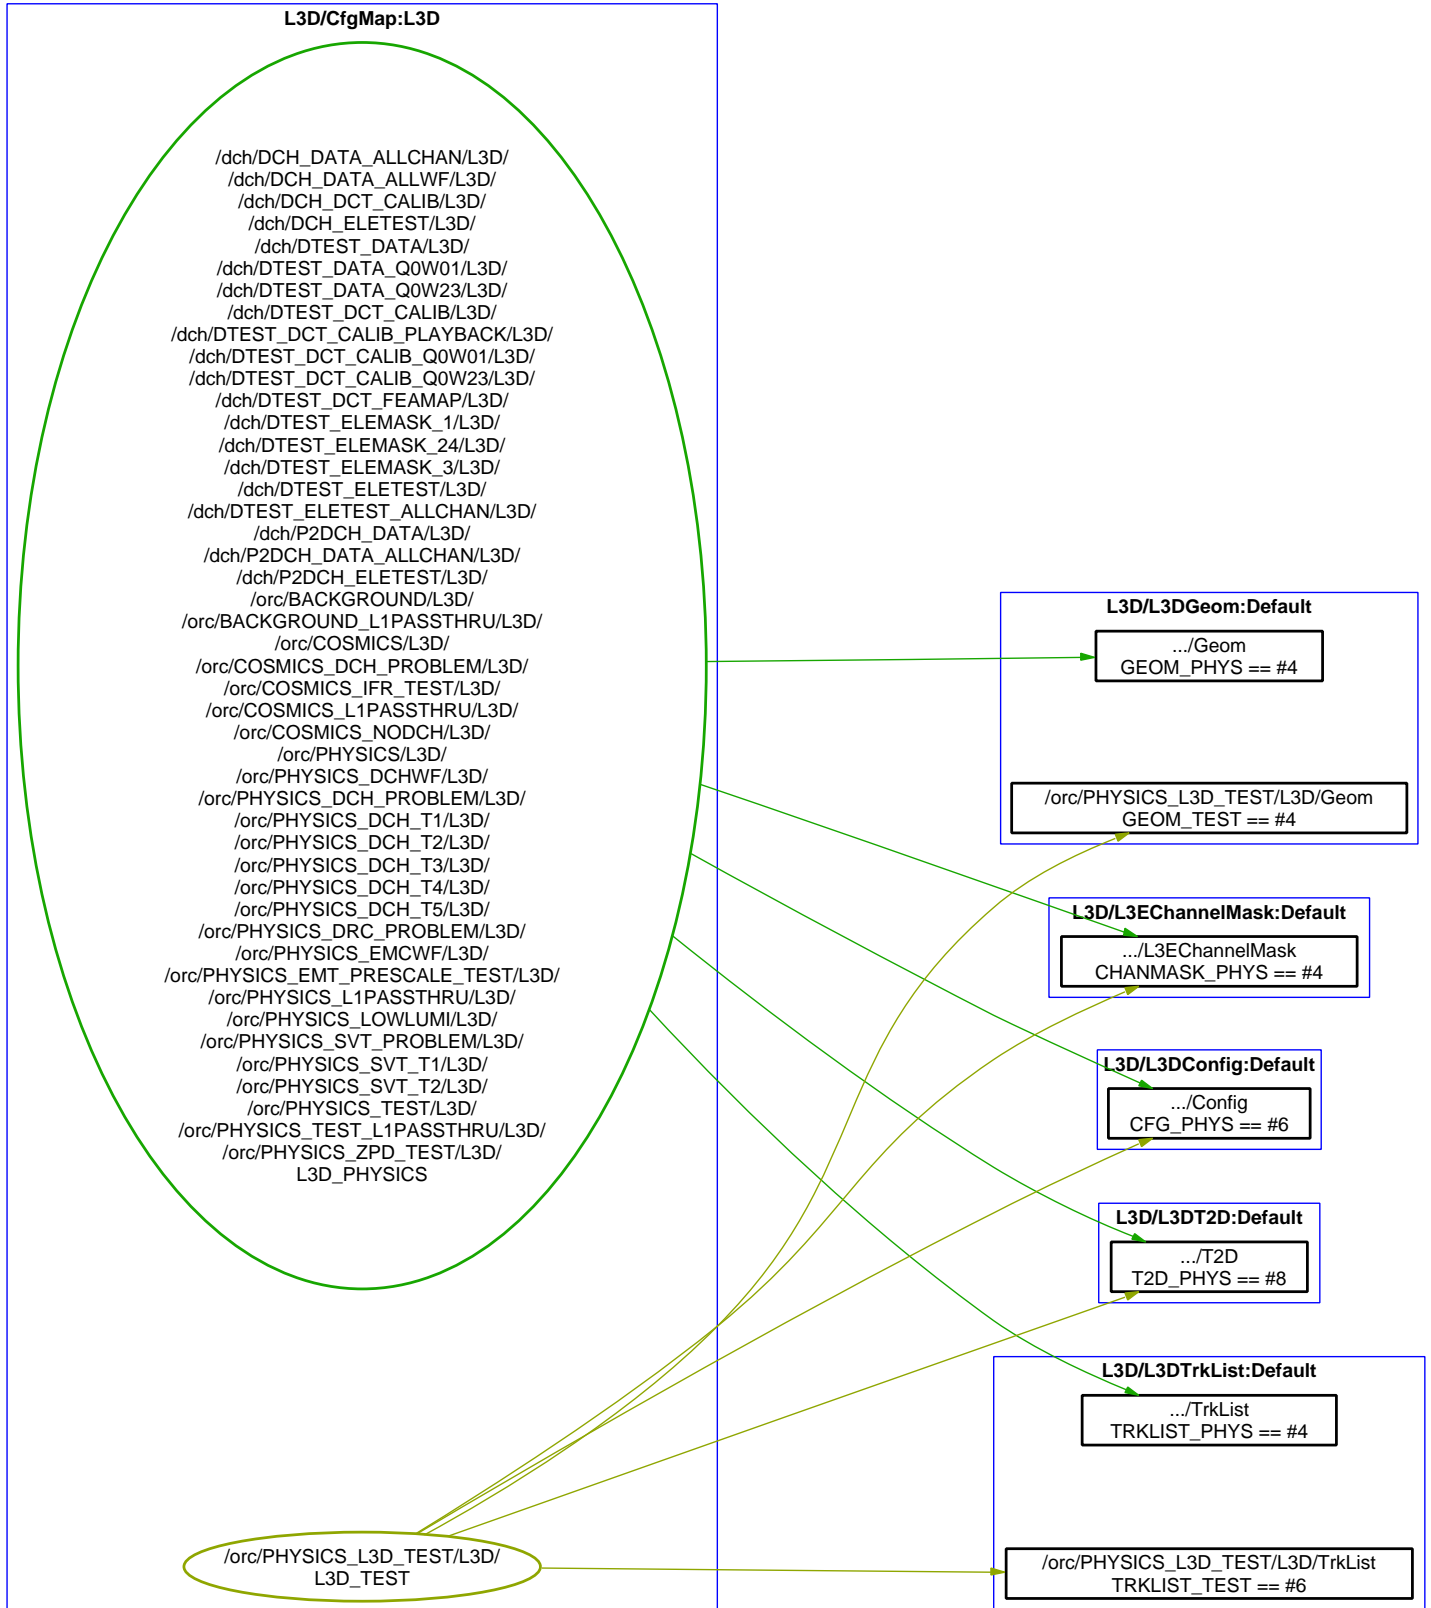 L3D/CfgMap:L3D
/dch/DCH_DATA_ALLCHAN/L3D/
/dch/DCH_DATA_ALLWF/L3D/
/dch/DCH_DCT_CALIB/L3D/
/dch/DCH_ELETEST/L3D/
/dch/DTEST_DATA/L3D/
/dch/DTEST_DATA_Q0W01/L3D/
/dch/DTEST_DATA_Q0W23/L3D/
/dch/DTEST_DCT_CALIB/L3D/
/dch/DTEST_DCT_CALIB_PLAYBACK/L3D/
/dch/DTEST_DCT_CALIB_Q0W01/L3D/
/dch/DTEST_DCT_CALIB_Q0W23/L3D/
/dch/DTEST_DCT_FEAMAP/L3D/
/dch/DTEST_ELEMASK_1/L3D/
/dch/DTEST_ELEMASK_24/L3D/
/dch/DTEST_ELEMASK_3/L3D/
/dch/DTEST_ELETEST/L3D/
/dch/DTEST_ELETEST_ALLCHAN/L3D/
/dch/P2DCH_DATA/L3D/
/dch/P2DCH_DATA_ALLCHAN/L3D/
/dch/P2DCH_ELETEST/L3D/
/orc/BACKGROUND/L3D/
/orc/BACKGROUND_L1PASSTHRU/L3D/
/orc/COSMICS/L3D/
/orc/COSMICS_DCH_PROBLEM/L3D/
/orc/COSMICS_IFR_TEST/L3D/
/orc/COSMICS_L1PASSTHRU/L3D/
/orc/COSMICS_NODCH/L3D/
/orc/PHYSICS/L3D/
/orc/PHYSICS_DCHWF/L3D/
/orc/PHYSICS_DCH_PROBLEM/L3D/
/orc/PHYSICS_DCH_T1/L3D/
/orc/PHYSICS_DCH_T2/L3D/
/orc/PHYSICS_DCH_T3/L3D/
/orc/PHYSICS_DCH_T4/L3D/
/orc/PHYSICS_DCH_T5/L3D/
/orc/PHYSICS_DRC_PROBLEM/L3D/
/orc/PHYSICS_EMCWF/L3D/
/orc/PHYSICS_EMT_PRESCALE_TEST/L3D/
/orc/PHYSICS_L1PASSTHRU/L3D/
/orc/PHYSICS_LOWLUMI/L3D/
/orc/PHYSICS_SVT_PROBLEM/L3D/
/orc/PHYSICS_SVT_T1/L3D/
/orc/PHYSICS_SVT_T2/L3D/
/orc/PHYSICS_TEST/L3D/
/orc/PHYSICS_TEST_L1PASSTHRU/L3D/
/orc/PHYSICS_ZPD_TEST/L3D/
L3D_PHYSICS
/orc/PHYSICS_L3D_TEST/L3D/
L3D_TEST
L3D/L3DGeom:Default
.../Geom
GEOM_PHYS == #4
/orc/PHYSICS_L3D_TEST/L3D/Geom
GEOM_TEST == #4
L3D/L3EChannelMask:Default
.../L3EChannelMask
CHANMASK_PHYS == #4
L3D/L3DConfig:Default
.../Config
CFG_PHYS == #6
L3D/L3DT2D:Default
.../T2D
T2D_PHYS == #8
L3D/L3DTrkList:Default
.../TrkList
TRKLIST_PHYS == #4
/orc/PHYSICS_L3D_TEST/L3D/TrkList
TRKLIST_TEST == #6